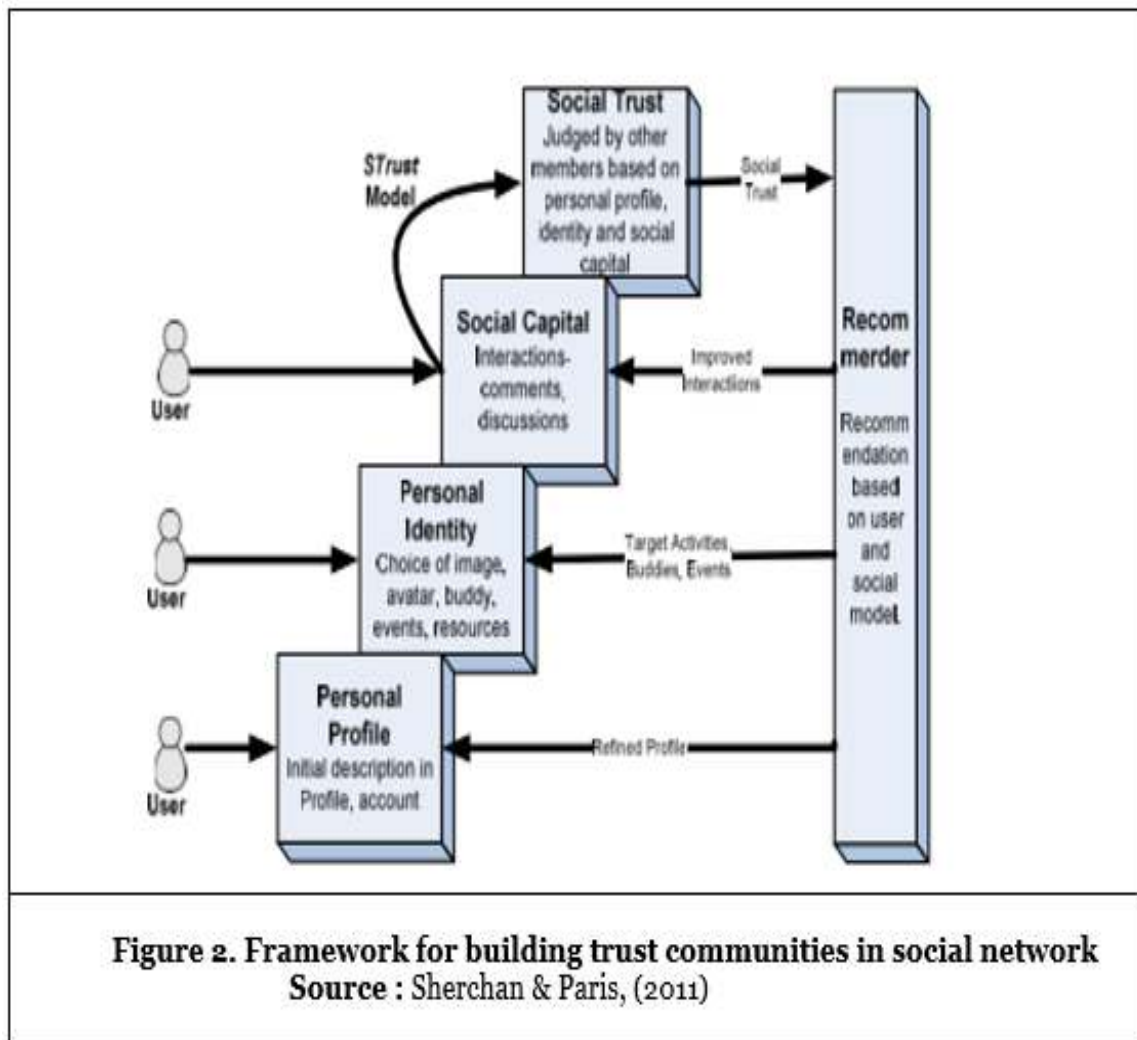 Social Trust
Judged by other
members based on
personal profile,
identity and social
capital
STrust
Model
Social
Trust
Social Capital
Interactions-
comments,
discussions
User
Improved
Interactiions
Recom
merder
Recomm
endation
based
on user
and
social
model.
Personal
Identity
Choice of image,
avatar, buddy,
events, resources
User
Target Activities,
Buddies, Events
Personal
Profile
Initial description in
Profile, account
User
Refined Profile
Figure 2. Framework for building trust communities in social network
Source : Sherchan & Paris, (2011)